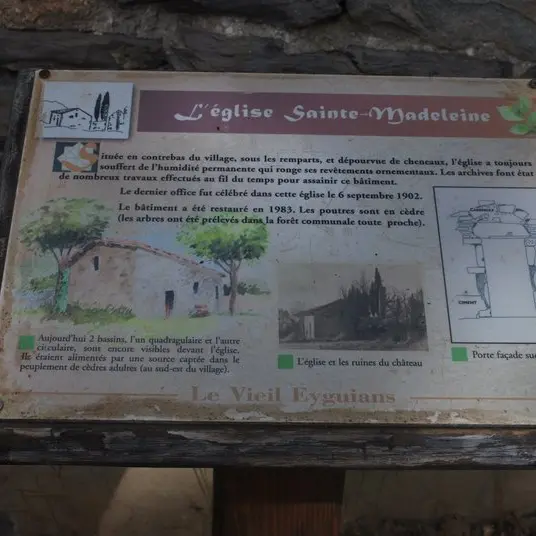 L'église Sainte-Madeleine
Située en contrebas du village, sous les remparts, et dépourvue de cheneaux, l'église a toujours
souffert de l'humidité permanente qui ronge ses revêtements ornementaux. Les archives font état
de nombreux travaux effectués au fil du temps pour assainir ce bâtiment.
Le dernier office fut célébré dans cette église le 6 septembre 1902.
Le bâtiment a été restauré en 1983. Les poutres sont en cèdre
(les arbres ont été prélevés dans la forêt communale toute proche).
CIMENT
Aujourd'hui 2 bassins, l'un quadragulaire et l'autre
circulaire, sont encore visibles devant l'église.
Ils étaient alimentés par une source captée dans le
peuplement de cèdres adultes (au sud-est du village).
L'église et les ruines du château
Porte façade
Le Vieil Eyguians